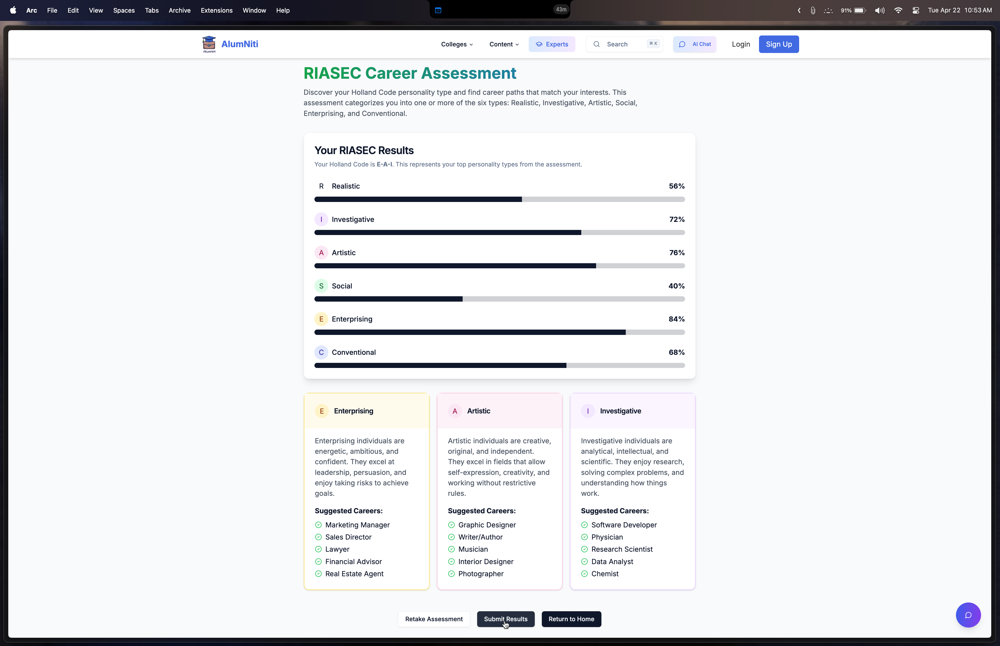 Arc File Edit View Spaces Tabs Archive Extensions Window Help 43m 91% Tue Apr 22 10:53 AM
AlumNiti AlumNiti Colleges Content Experts Search ⌘ K AI Chat Login Sign Up
RIASEC Career Assessment
Discover your Holland Code personality type and find career paths that match your interests. This
assessment categorizes you into one or more of the six types: Realistic, Investigative, Artistic, Social,
Enterprising, and Conventional.
Your RIASEC Results
Your Holland Code is E-A-I. This represents your top personality types from the assessment.
R Realistic 56%
I Investigative 72%
A Artistic 76%
S Social 40%
E Enterprising 84%
C Conventional 68%
E Enterprising
Enterprising individuals are
energetic, ambitious, and
confident. They excel at
leadership, persuasion, and
enjoy taking risks to achieve
goals.
Suggested Careers:
Marketing Manager
Sales Director
Lawyer
Financial Advisor
Real Estate Agent
A Artistic
Artistic individuals are creative,
original, and independent.
They excel in fields that allow
self-expression, creativity, and
working without restrictive
rules.
Suggested Careers:
Graphic Designer
Writer/Author
Musician
Interior Designer
Photographer
I Investigative
Investigative individuals are
analytical, intellectual, and
scientific. They enjoy research,
solving complex problems, and
understanding how things
work.
Suggested Careers:
Software Developer
Physician
Research Scientist
Data Analyst
Chemist
Retake Assessment Submit Results Return to Home